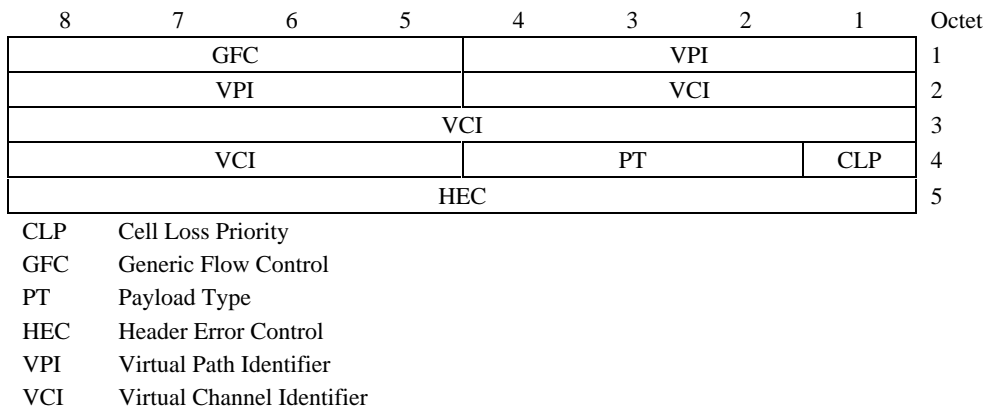 8 7 6 5 4 3 2 1 Octet
GFC VPI 1
VPI VCI 2
VCI 3
VCI PT CLP 4
HEC 5
CLP Cell Loss Priority
GFC Generic Flow Control
PT Payload Type
HEC Header Error Control
VPI Virtual Path Identifier
VCI Virtual Channel Identifier